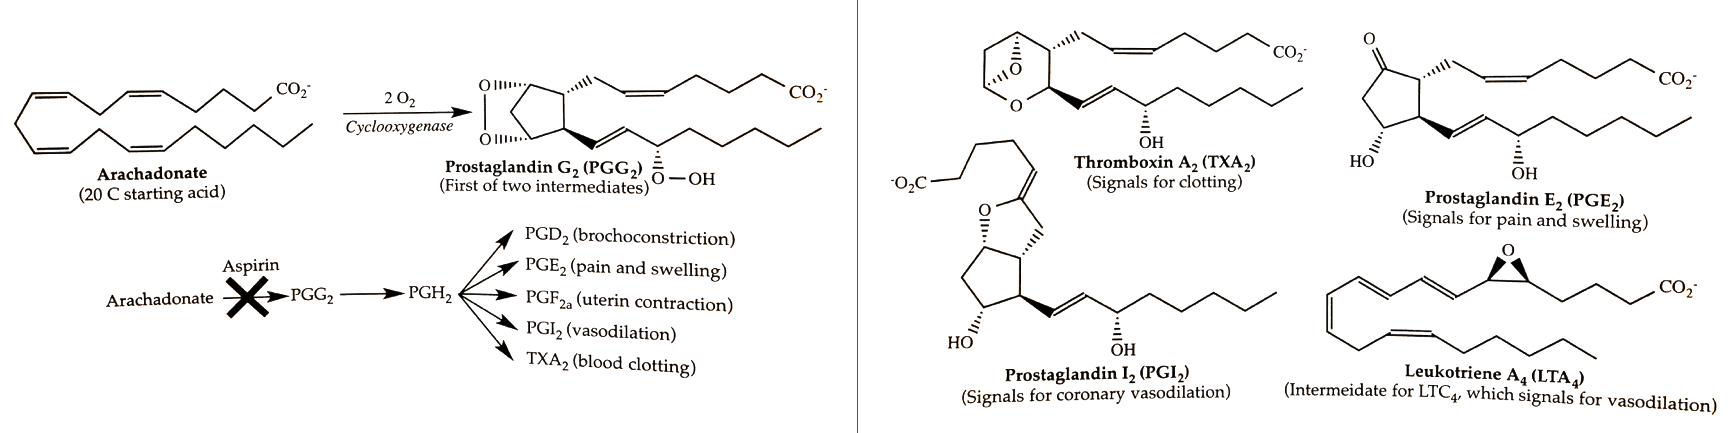 CO₂⁻
2 O₂
Cyclooxygenase
Arachadonate
(20 C starting acid)
O
O
CO₂⁻
O—OH
Prostaglandin G₂ (PGG₂)
(First of two intermediates)
Aspirin
Arachadonate
PGG₂
PGH₂
PGD₂ (brochoconstriction)
PGE₂ (pain and swelling)
PGF₂ₐ (uterin contraction)
PGI₂ (vasodilation)
TXA₂ (blood clotting)
O
O
CO₂⁻
OH
Thromboxin A₂ (TXA₂)
(Signals for clotting)
O
CO₂⁻
HO
OH
Prostaglandin E₂ (PGE₂)
(Signals for pain and swelling)
⁻O₂C
O
HO
OH
Prostaglandin I₂ (PGI₂)
(Signals for coronary vasodilation)
O
CO₂⁻
Leukotriene A₄ (LTA₄)
(Intermeidate for LTC₄, which signals for vasodilation)